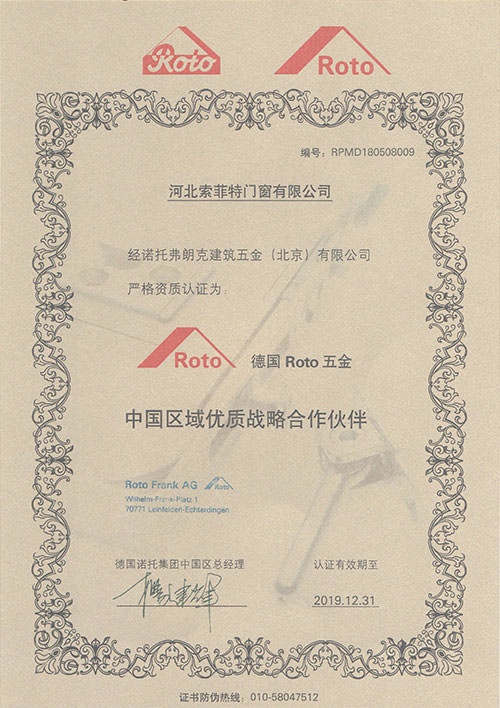 Roto
Roto
编号：RPMD180508009
河北索菲特门窗有限公司
经诺托弗朗克建筑五金（北京）有限公司
严格资质认证为：
Roto 德国 Roto 五金
中国区域优质战略合作伙伴
Roto Frank AG Roto
Wilhelm-Frank-Platz 1
70771 Leinfelden-Echterdingen
德国诺托集团中国区总经理 认证有效期至
2019.12.31
证书防伪热线：010-58047512